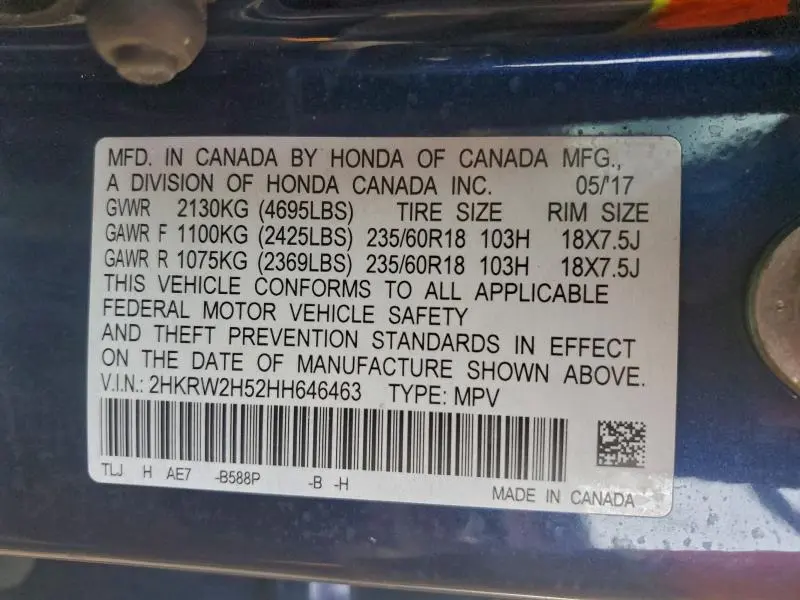 MFD. IN CANADA BY HONDA OF CANADA MFG.,
A DIVISION OF HONDA CANADA INC. 05/'17
GVWR 2130KG (4695LBS) TIRE SIZE RIM SIZE
GAWR F 1100KG (2425LBS) 235/60R18 103H 18X7.5J
GAWR R 1075KG (2369LBS) 235/60R18 103H 18X7.5J
THIS VEHICLE CONFORMS TO ALL APPLICABLE
FEDERAL MOTOR VEHICLE SAFETY
AND THEFT PREVENTION STANDARDS IN EFFECT
ON THE DATE OF MANUFACTURE SHOWN ABOVE.
V.I.N.: 2HKRW2H52HH646463 TYPE: MPV
TLJ H AE7 -B588P -B -H
MADE IN CANADA